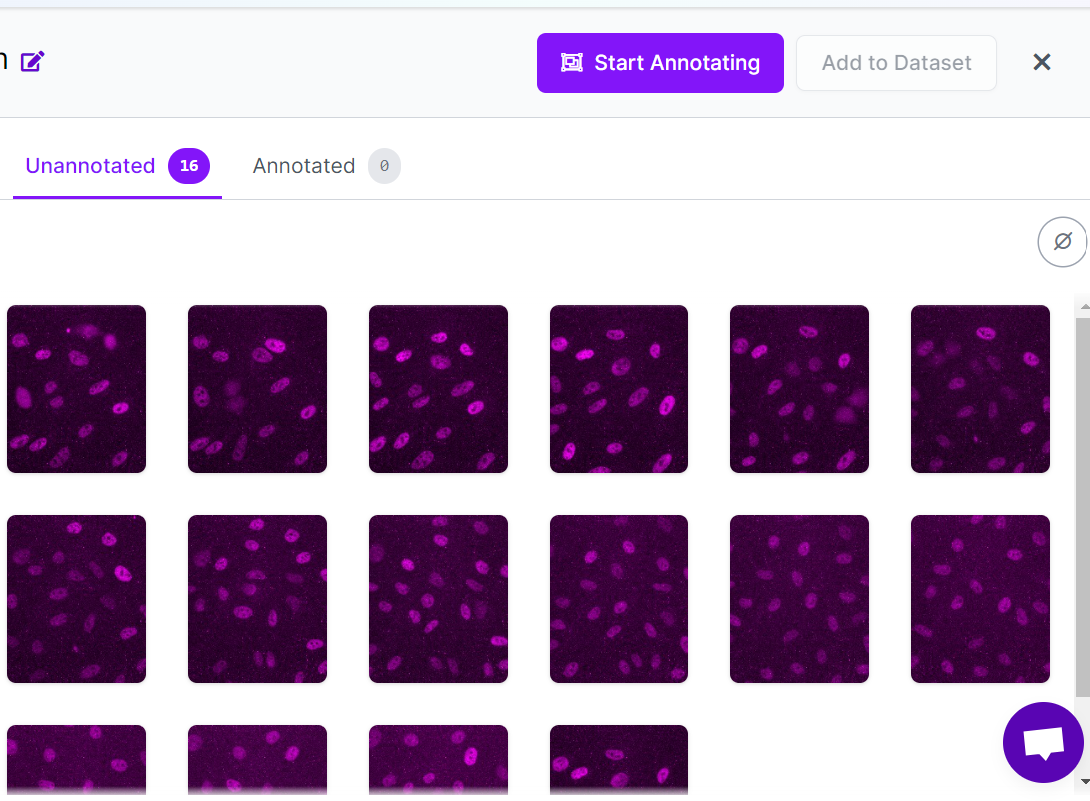 Start Annotating
Add to Dataset
Unannotated 16
Annotated 0